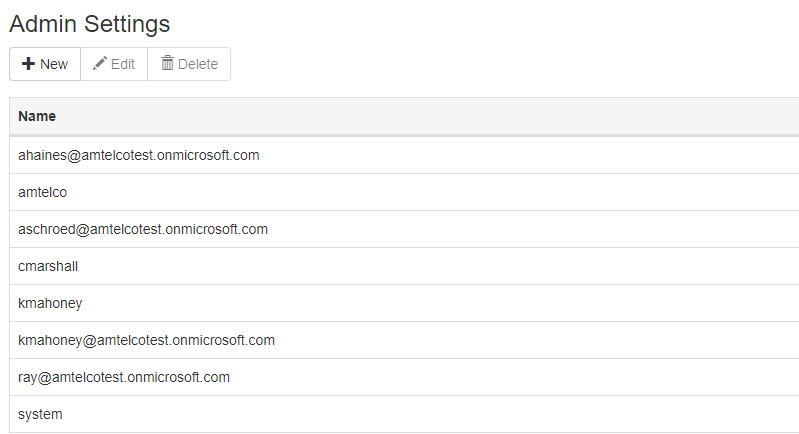 Admin Settings
New Edit Delete
Name
ahaines@amtelcotest.onmicrosoft.com
amtelco
aschroed@amtelcotest.onmicrosoft.com
cmarshall
kmahoney
kmahoney@amtelcotest.onmicrosoft.com
ray@amtelcotest.onmicrosoft.com
system